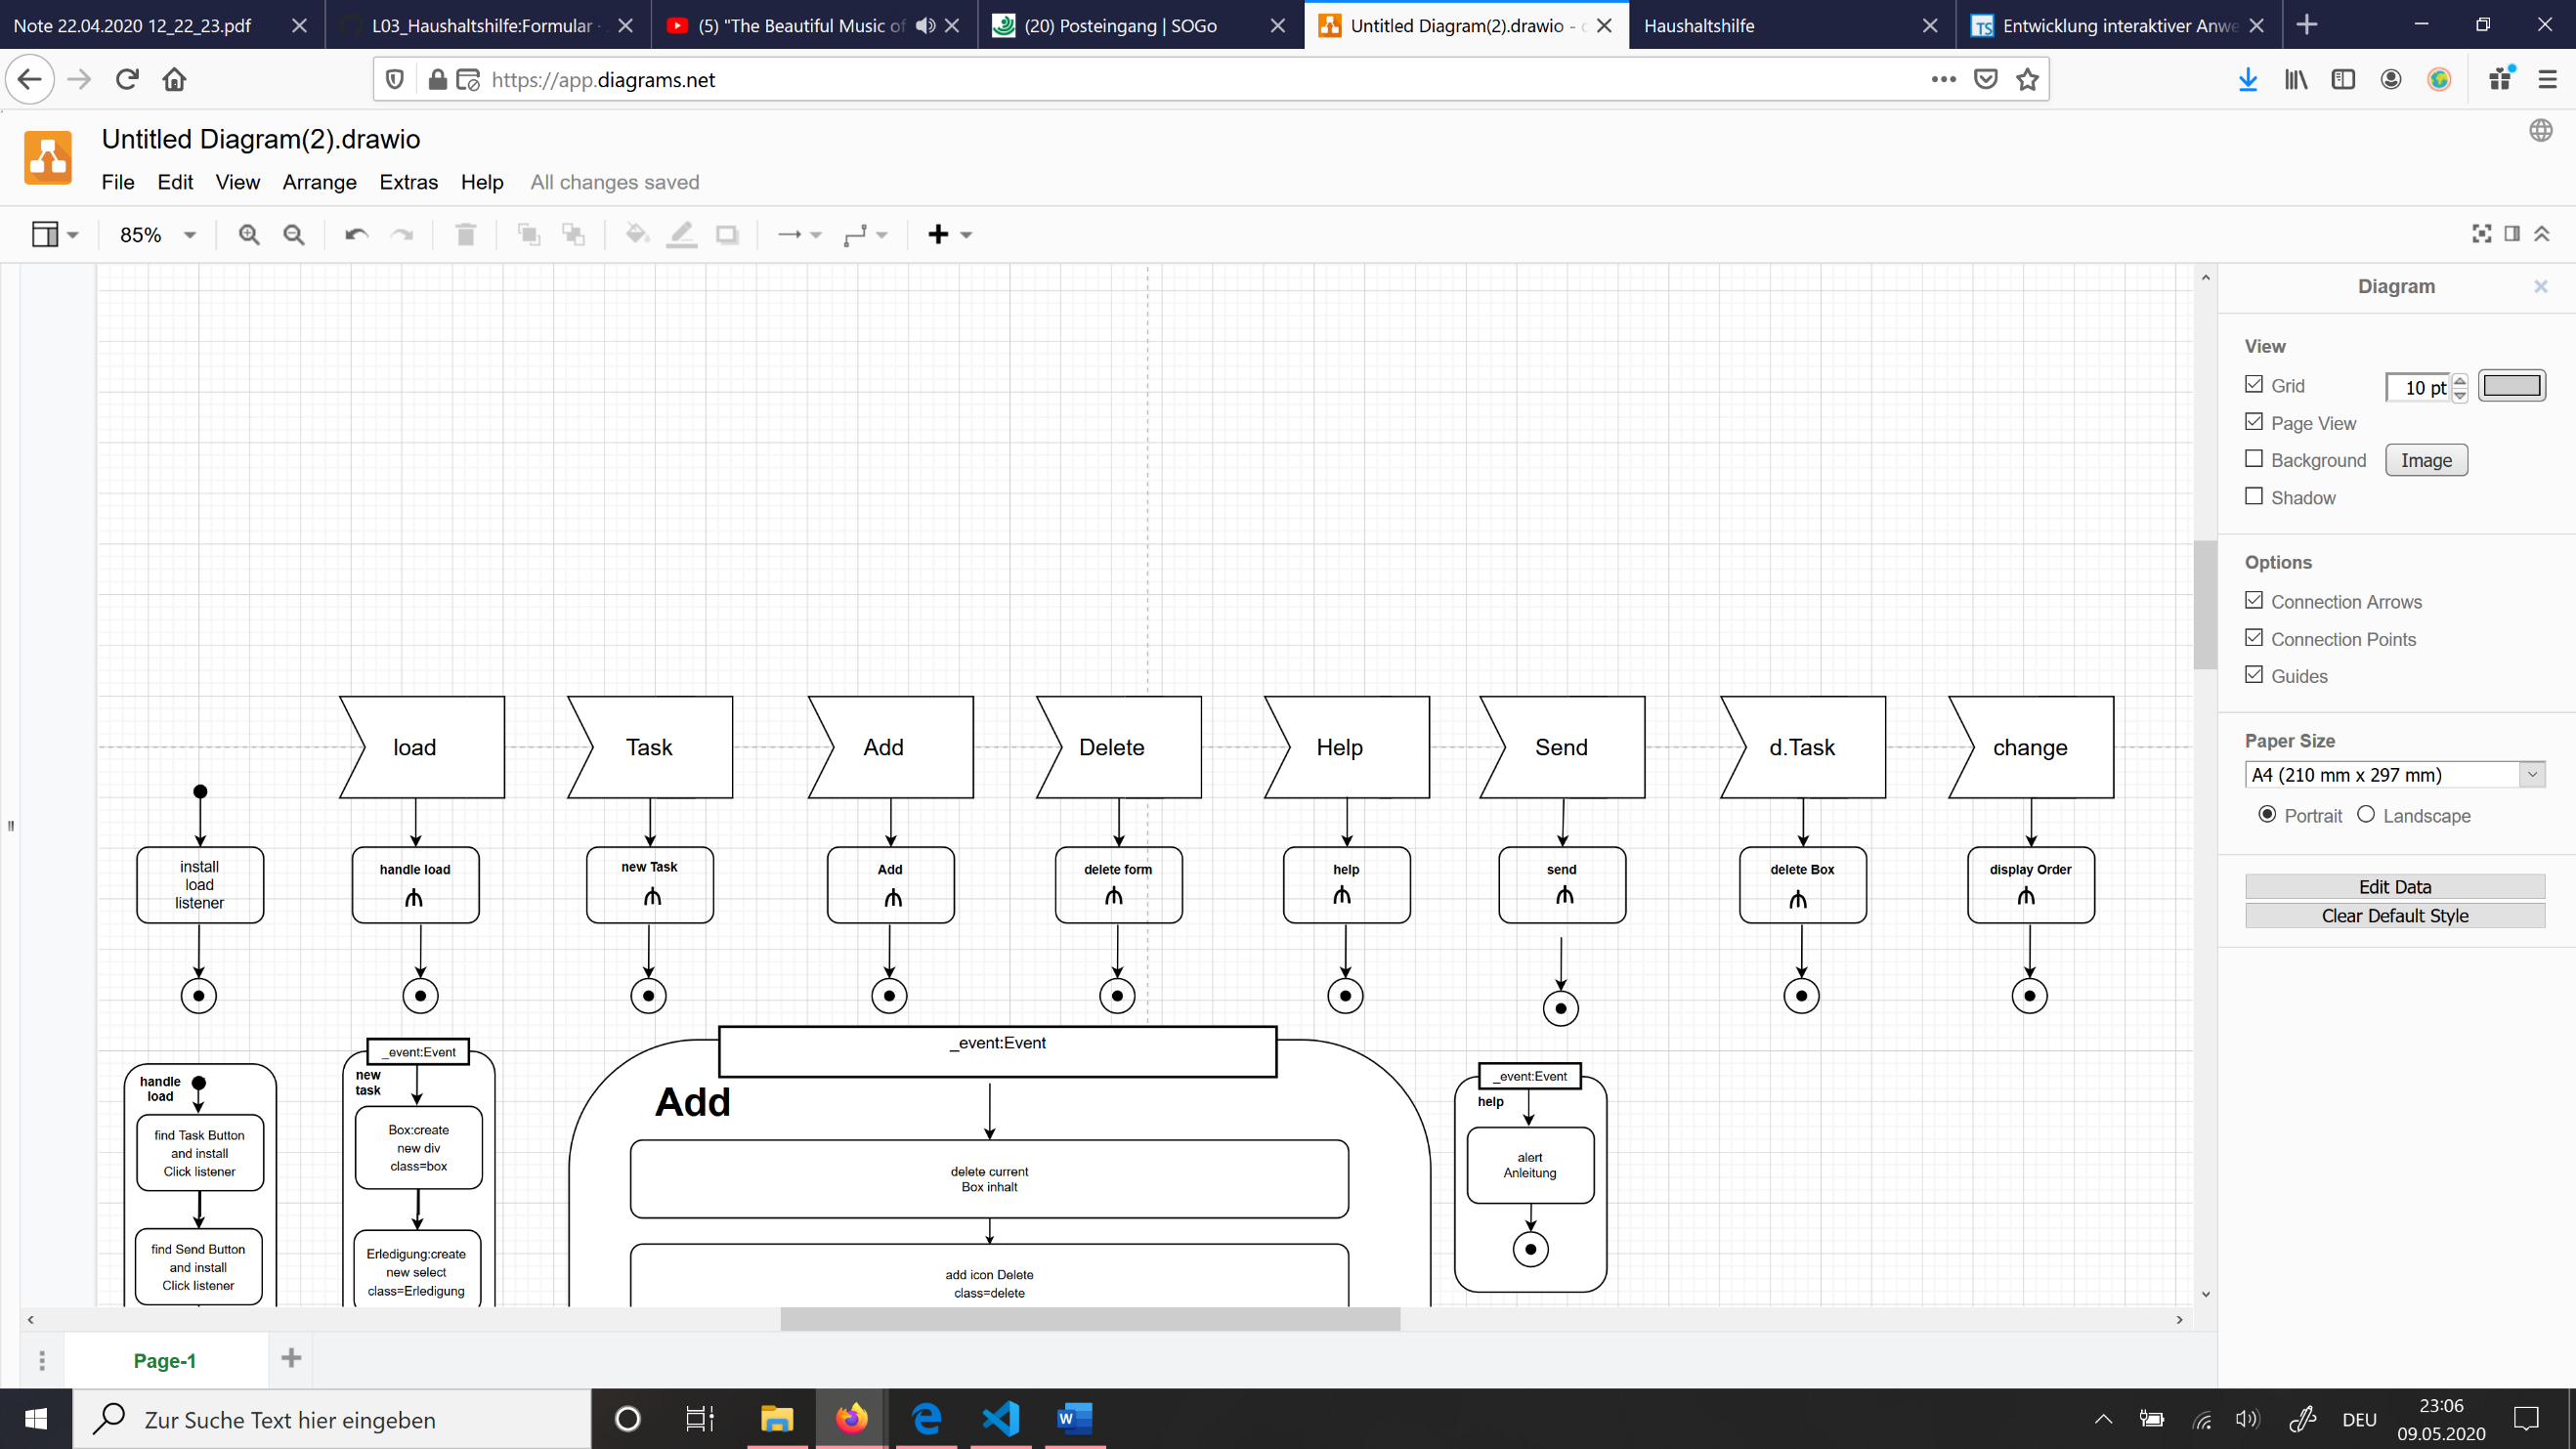 Note 22.04.2020 12_22_23.pdf
L03_Haushaltshilfe:Formular ·
(5) "The Beautiful Music of
(20) Posteingang | SOGo
Untitled Diagram(2).drawio -
Haushaltshilfe
TS
Entwicklung interaktiver Anwe
https://app.diagrams.net
Untitled Diagram(2).drawio
File Edit View Arrange Extras Help All changes saved
85%
Diagram
View
Grid 10 pt
Page View
Background Image
Shadow
Options
Connection Arrows
Connection Points
Guides
Paper Size
A4 (210 mm x 297 mm)
Portrait Landscape
Edit Data
Clear Default Style
load Task Add Delete Help Send d.Task change
install
load
listener
handle load
new Task
Add
delete form
help
send
delete Box
display Order
handle
load
find Task Button
and install
Click listener
find Send Button
and install
Click listener
_event:Event
new
task
Box:create
new div
class=box
Erledigung:create
new select
class=Erledigung
_event:Event
Add
delete current
Box inhalt
add icon Delete
class=delete
_event:Event
help
alert
Anleitung
Page-1
Zur Suche Text hier eingeben
W
DEU
23:06
09.05.2020